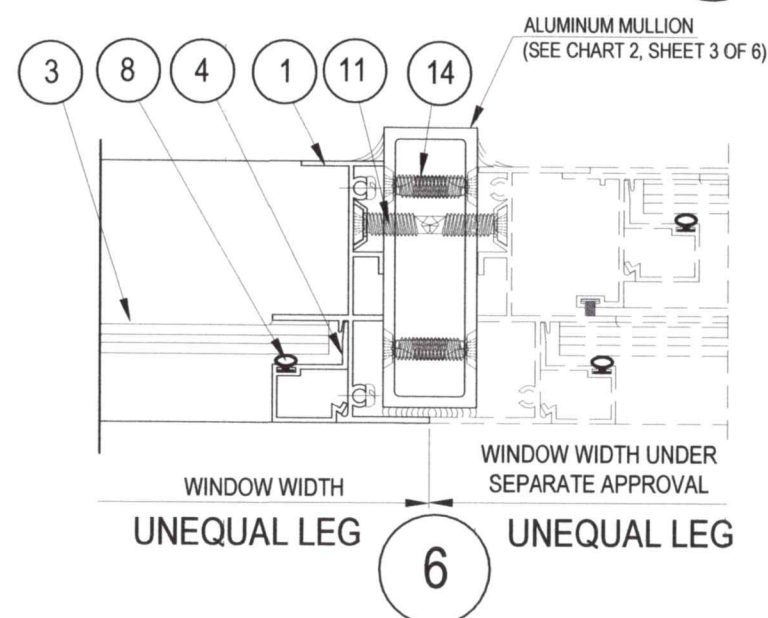 ALUMINUM MULLION
(SEE CHART 2, SHEET 3 OF 6)
3 8 4 1 11 14
WINDOW WIDTH
UNEQUAL LEG
WINDOW WIDTH UNDER
SEPARATE APPROVAL
UNEQUAL LEG
6